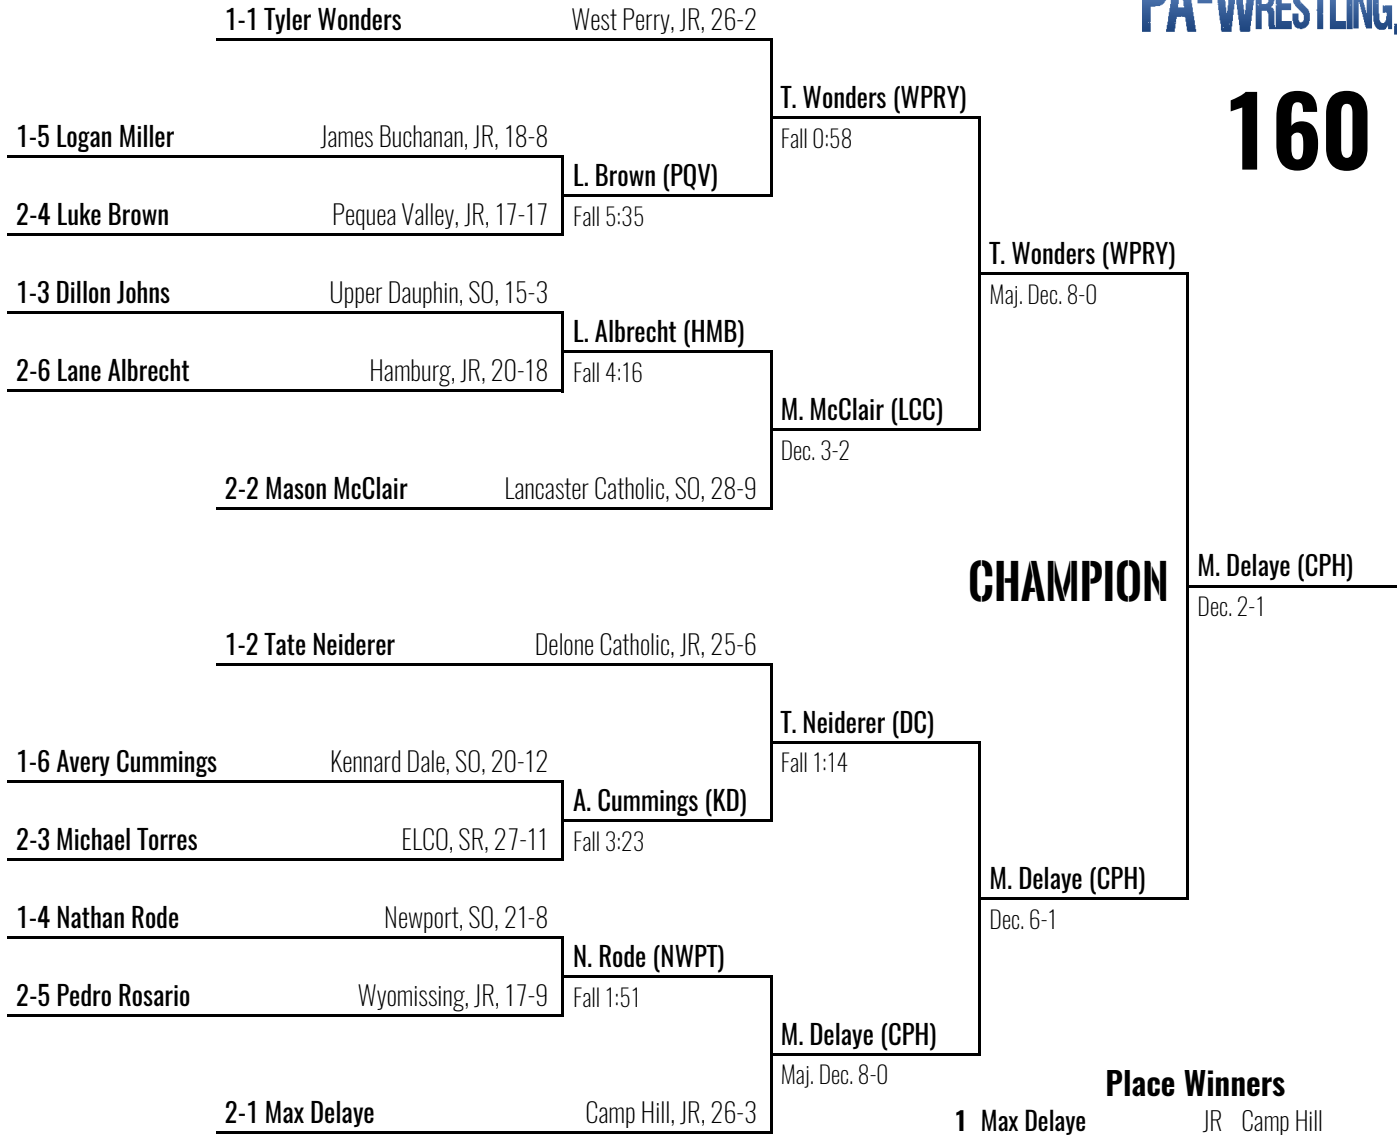 1-1 Tyler Wonders West Perry, JR, 26-2
PA-WRESTLING
160
T. Wonders (WPRY)
Fall 0:58
1-5 Logan Miller James Buchanan, JR, 18-8
L. Brown (PQV)
Fall 5:35
2-4 Luke Brown Pequea Valley, JR, 17-17
T. Wonders (WPRY)
Maj. Dec. 8-0
1-3 Dillon Johns Upper Dauphin, SO, 15-3
L. Albrecht (HMB)
Fall 4:16
2-6 Lane Albrecht Hamburg, JR, 20-18
M. McClair (LCC)
Dec. 3-2
2-2 Mason McClair Lancaster Catholic, SO, 28-9
CHAMPION
M. Delaye (CPH)
Dec. 2-1
1-2 Tate Neiderer Delone Catholic, JR, 25-6
T. Neiderer (DC)
Fall 1:14
1-6 Avery Cummings Kennard Dale, SO, 20-12
A. Cummings (KD)
Fall 3:23
2-3 Michael Torres ELCO, SR, 27-11
M. Delaye (CPH)
Dec. 6-1
1-4 Nathan Rode Newport, SO, 21-8
N. Rode (NWPT)
Fall 1:51
2-5 Pedro Rosario Wyomissing, JR, 17-9
M. Delaye (CPH)
Maj. Dec. 8-0
2-1 Max Delaye Camp Hill, JR, 26-3
Place Winners
1 Max Delaye JR Camp Hill